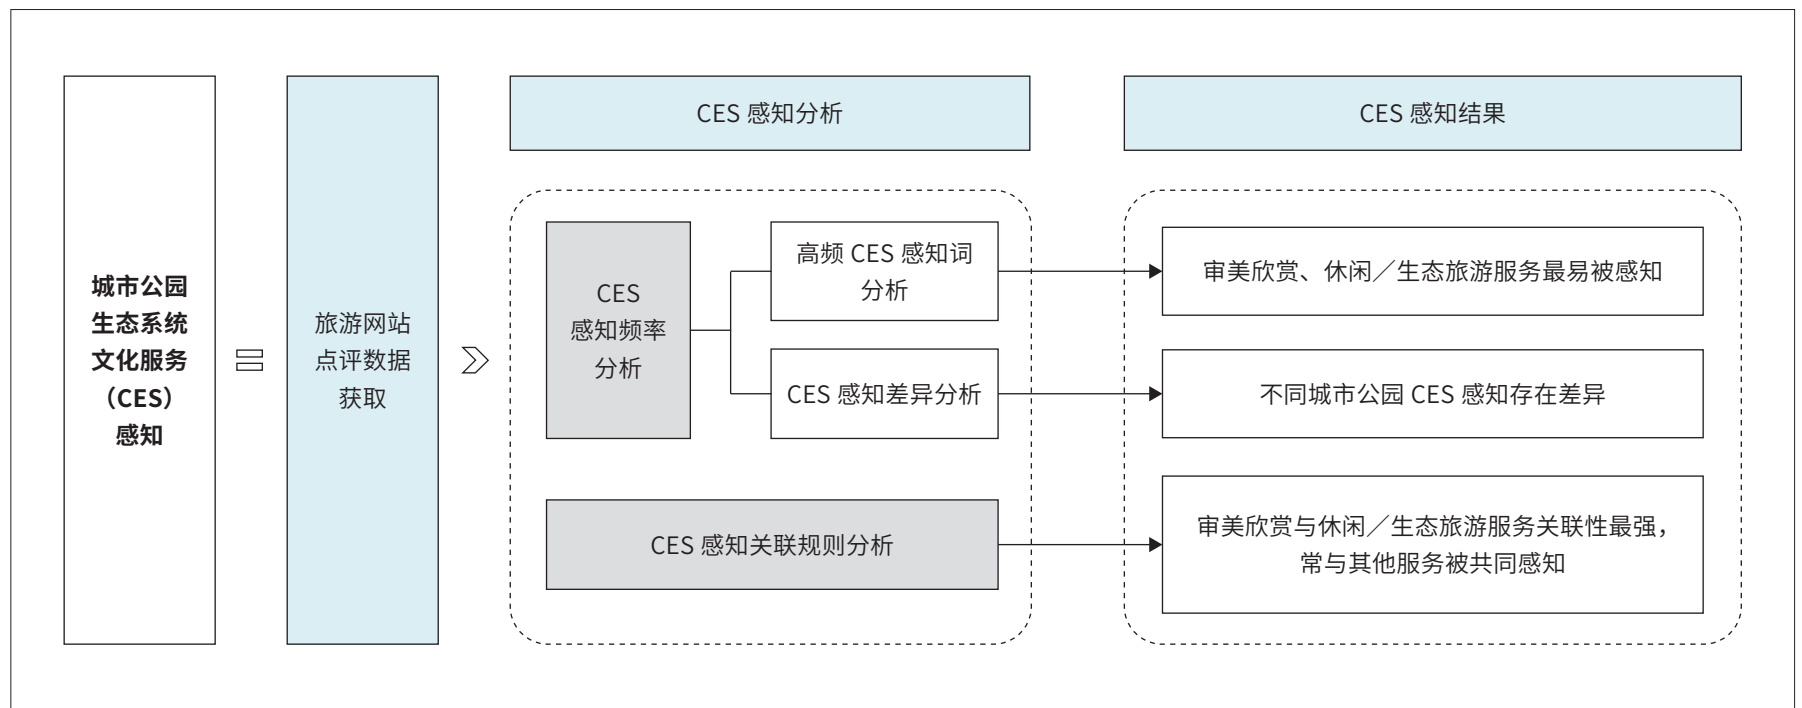 城市公园
生态系统
文化服务
（CES）
感知
旅游网站
点评数据
获取
CES 感知分析
CES
感知频率
分析
高频 CES 感知词
分析
CES 感知差异分析
CES 感知关联规则分析
CES 感知结果
审美欣赏、休闲／生态旅游服务最易被感知
不同城市公园 CES 感知存在差异
审美欣赏与休闲／生态旅游服务关联性最强，
常与其他服务被共同感知